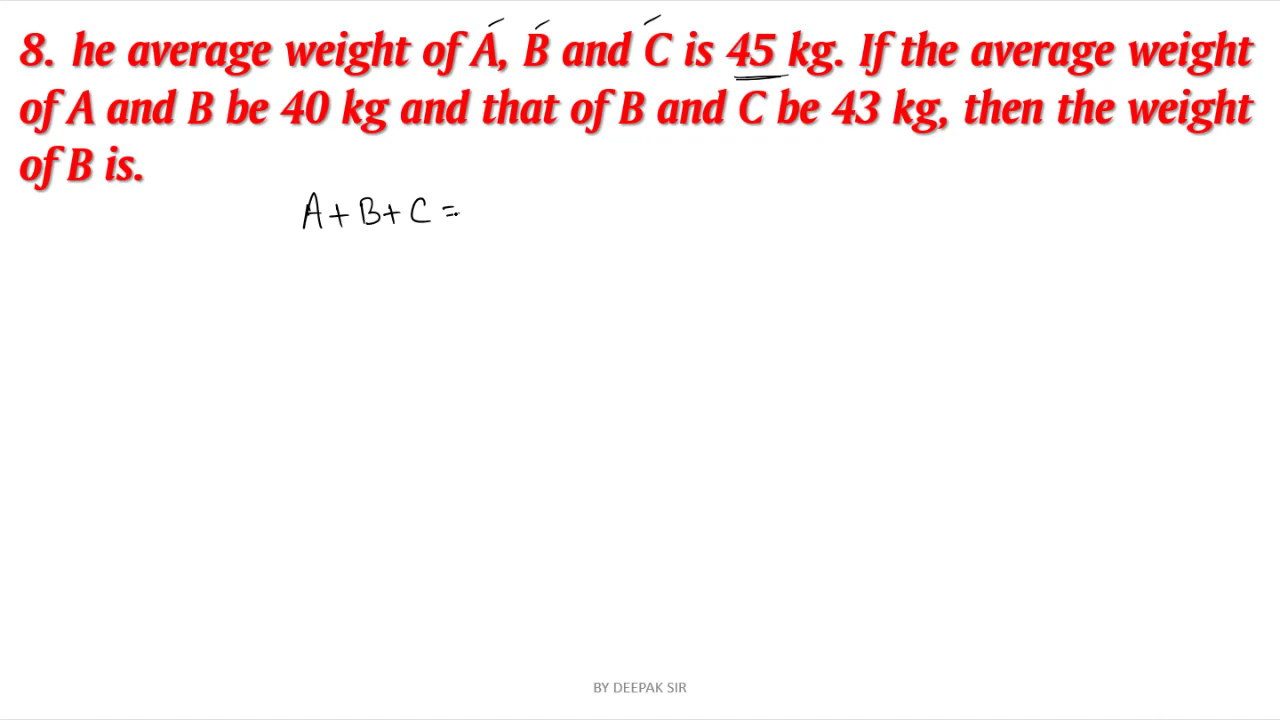 8. he average weight of A, B and C is 45 kg. If the average weight
of A and B be 40 kg and that of B and C be 43 kg, then the weight
of B is.
A+B+C=
BY DEEPAK SIR